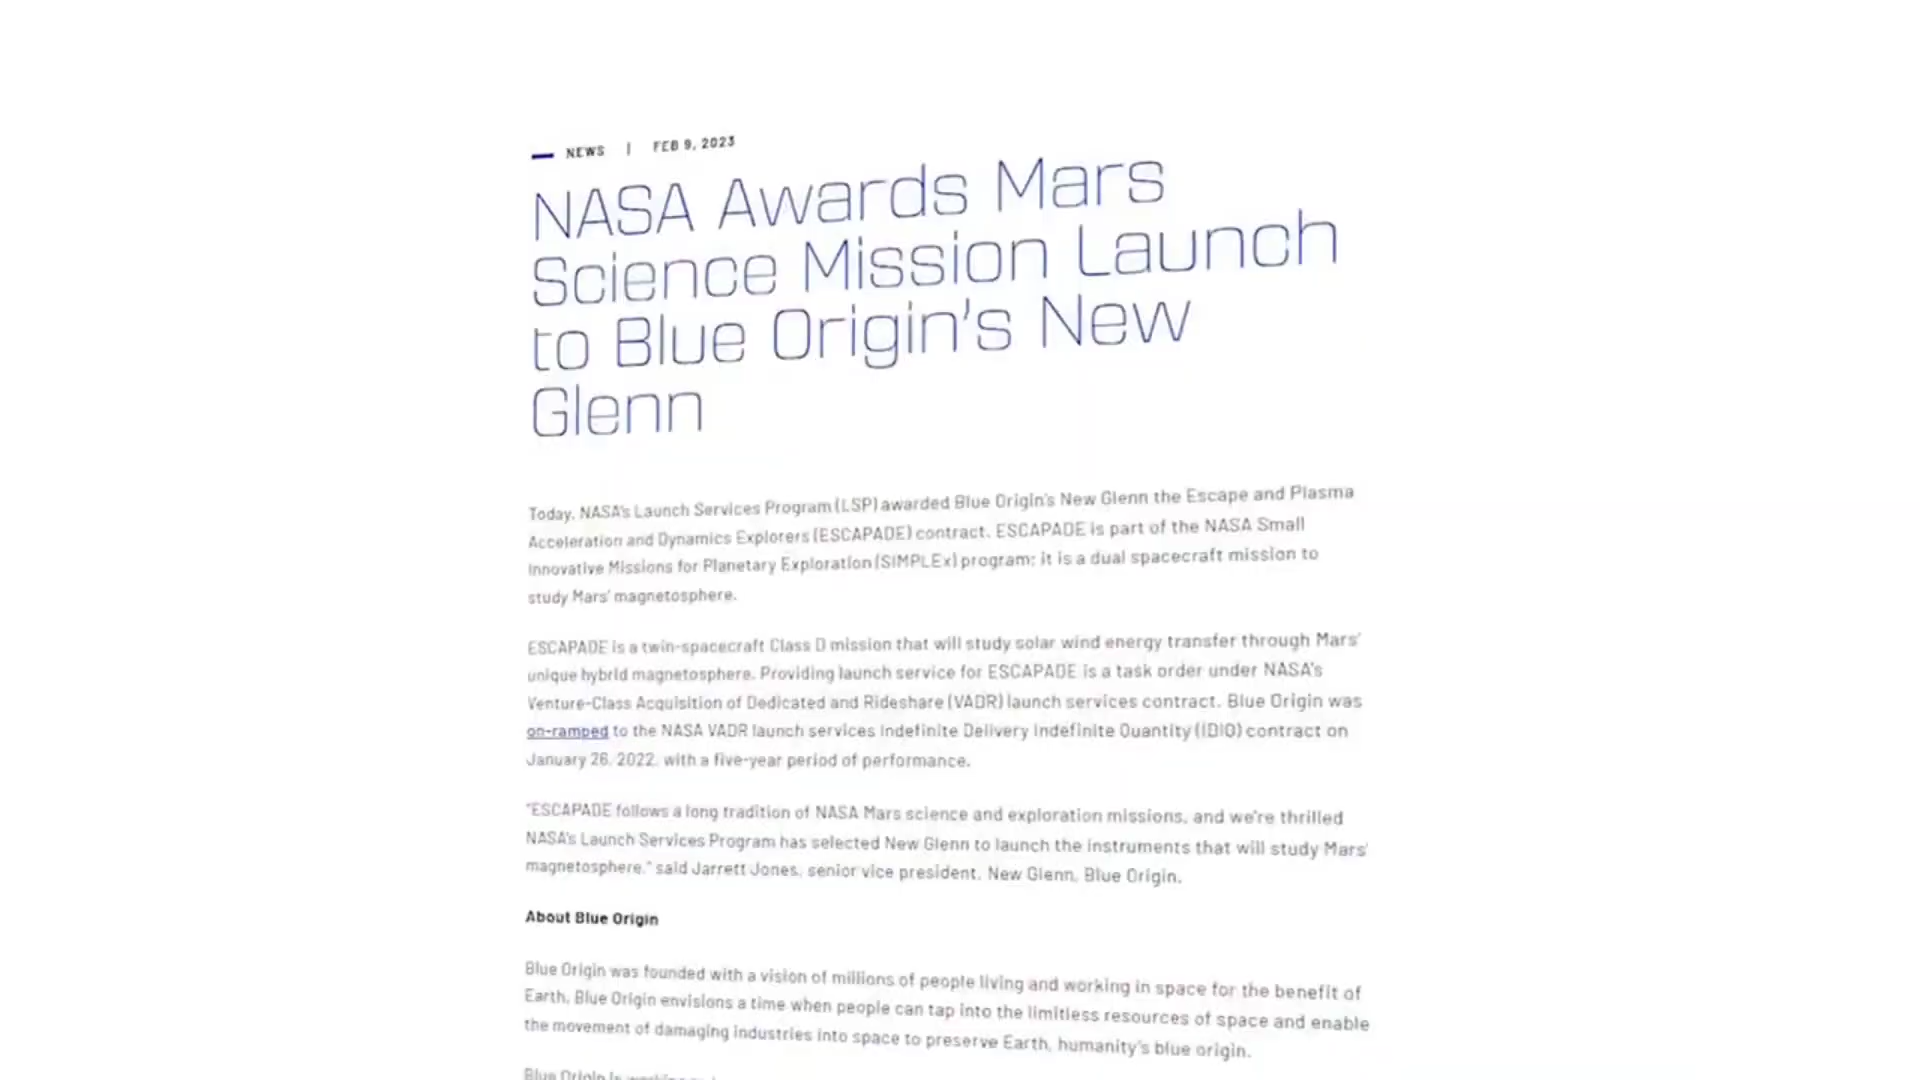 NEWS | FEB 9, 2023
NASA Awards Mars
Science Mission Launch
to Blue Origin's New
Glenn
Today, NASA's Launch Services Program (LSP) awarded Blue Origin's New Glenn the Escape and Plasma
Acceleration and Dynamics Explorers (ESCAPADE) contract. ESCAPADE is part of the NASA Small
Innovative Missions for Planetary Exploration (SIMPLEx) program; it is a dual spacecraft mission to
study Mars' magnetosphere.
ESCAPADE is a twin-spacecraft Class D mission that will study solar wind energy transfer through Mars'
unique hybrid magnetosphere. Providing launch service for ESCAPADE is a task order under NASA's
Venture-Class Acquisition of Dedicated and Rideshare (VADR) launch services contract. Blue Origin was
on-ramped to the NASA VADR launch services Indefinite Delivery Indefinite Quantity (IDIQ) contract on
January 26, 2022, with a five-year period of performance.
"ESCAPADE follows a long tradition of NASA Mars science and exploration missions, and we're thrilled
NASA's Launch Services Program has selected New Glenn to launch the instruments that will study Mars'
magnetosphere," said Jarrett Jones, senior vice president, New Glenn, Blue Origin.
About Blue Origin
Blue Origin was founded with a vision of millions of people living and working in space for the benefit of
Earth. Blue Origin envisions a time when people can tap into the limitless resources of space and enable
the movement of damaging industries into space to preserve Earth, humanity's blue origin.
Blue Origin is